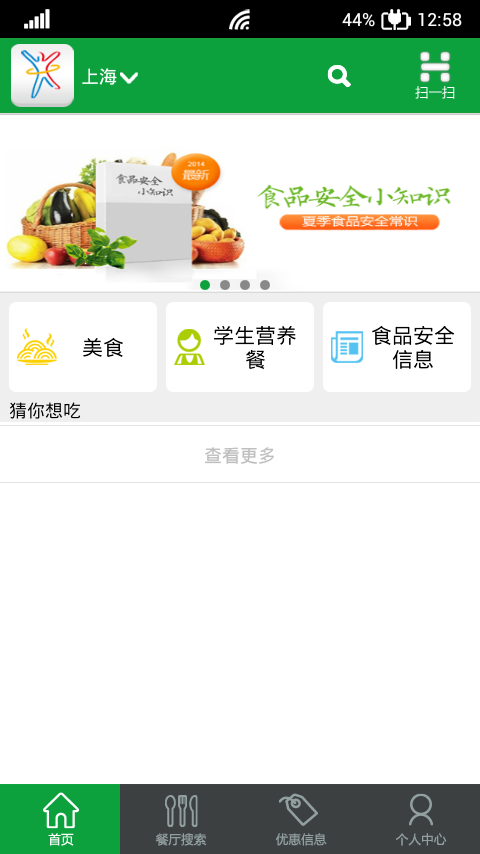 44% 12:58
上海
扫一扫
2014
最新
食品安全
小知识
食品安全小知识
夏季食品安全常识
美食
学生营养
餐
食品安全
信息
猜你想吃
查看更多
首页
餐厅搜索
优惠信息
个人中心